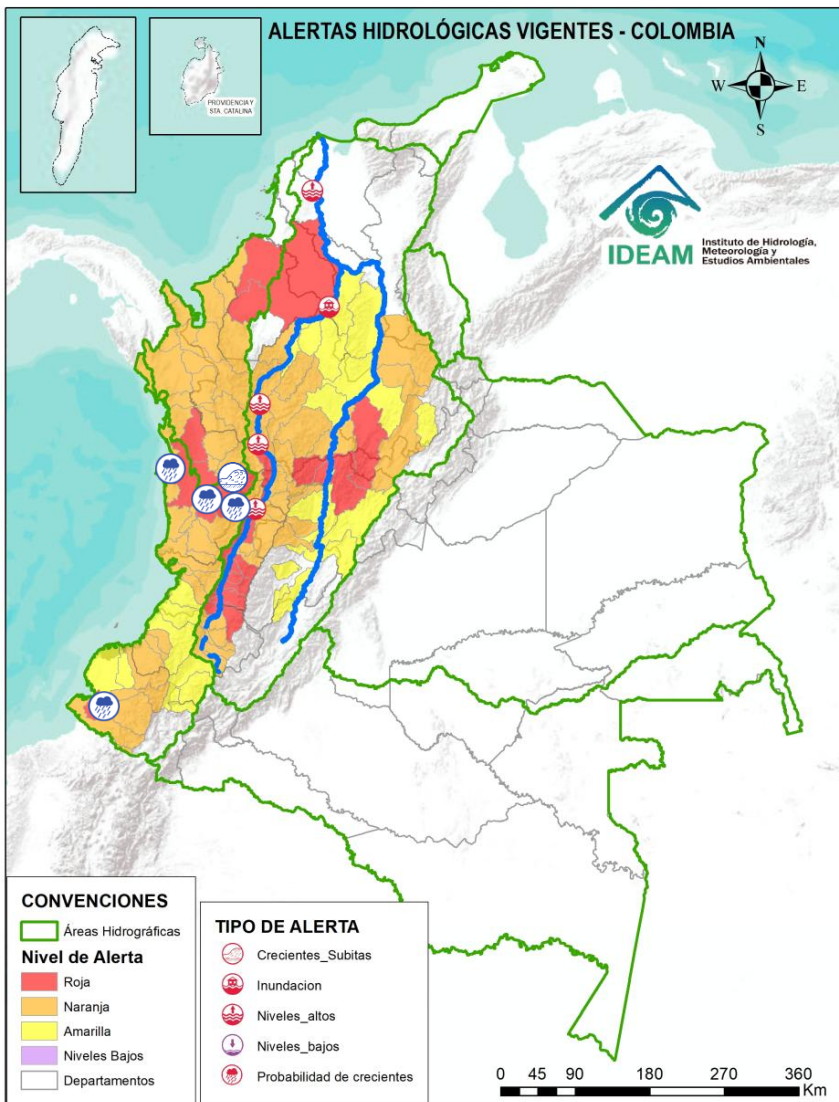 ALERTAS HIDROLÓGICAS VIGENTES - COLOMBIA
PROVIDENCIA Y
STA. CATALINA
N
W
E
S
IDEAM
Instituto de Hidrología,
Meteorología y
Estudios Ambientales
CONVENCIONES
Áreas Hidrográficas
Nivel de Alerta
Roja
Naranja
Amarilla
Niveles Bajos
Departamentos
TIPO DE ALERTA
Crecientes_Subitas
Inundacion
Niveles_altos
Niveles_bajos
Probabilidad de crecientes
0 45 90 180 270 360
Km